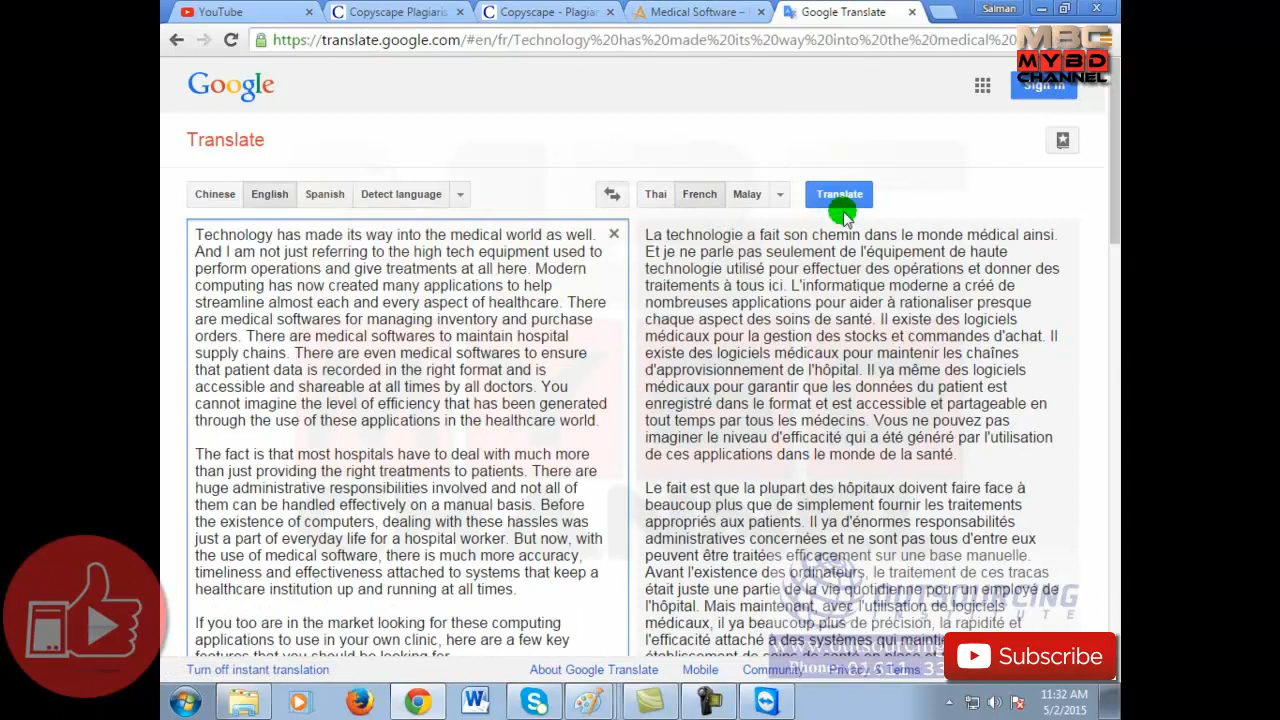 YouTube
Copyscape Plagiaris
Copyscape - Plagiar
Medical Software –
Google Translate
Salman
https://translate.google.com/#en/fr/Technology%20has%20made%20its%20way%20into%20the%20medical%20
MBC
MYBD
CHANNEL
Google
Sign in
Translate
Chinese
English
Spanish
Detect language
Thai
French
Malay
Translate
Technology has made its way into the medical world as well.
And I am not just referring to the high tech equipment used to
perform operations and give treatments at all here. Modern
computing has now created many applications to help
streamline almost each and every aspect of healthcare. There
are medical softwares for managing inventory and purchase
orders. There are medical softwares to maintain hospital
supply chains. There are even medical softwares to ensure
that patient data is recorded in the right format and is
accessible and shareable at all times by all doctors. You
cannot imagine the level of efficiency that has been generated
through the use of these applications in the healthcare world.
The fact is that most hospitals have to deal with much more
than just providing the right treatments to patients. There are
huge administrative responsibilities involved and not all of
them can be handled effectively on a manual basis. Before
the existence of computers, dealing with these hassles was
just a part of everyday life for a hospital worker. But now, with
the use of medical software, there is much more accuracy,
timeliness and effectiveness attached to systems that keep a
healthcare institution up and running at all times.
If you too are in the market looking for these computing
applications to use in your own clinic, here are a few key
features that you should be looking for
La technologie a fait son chemin dans le monde médical ainsi.
Et je ne parle pas seulement de l'équipement de haute
technologie utilisé pour effectuer des opérations et donner des
traitements à tous ici. L'informatique moderne a créé de
nombreuses applications pour aider à rationaliser presque
chaque aspect des soins de santé. Il existe des logiciels
médicaux pour la gestion des stocks et commandes d'achat. Il
existe des logiciels médicaux pour maintenir les chaînes
d'approvisionnement de l'hôpital. Il ya même des logiciels
médicaux pour garantir que les données du patient est
enregistré dans le format et est accessible et partageable en
tout temps par tous les médecins. Vous ne pouvez pas
imaginer le niveau d'efficacité qui a été généré par l'utilisation
de ces applications dans le monde de la santé.
Le fait est que la plupart des hôpitaux doivent faire face à
beaucoup plus que de simplement fournir les traitements
appropriés aux patients. Il ya d'énormes responsabilités
administratives concernées et ne sont pas tous d'entre eux
peuvent être traitées efficacement sur une base manuelle.
Avant l'existence des ordinateurs, le traitement de ces tracas
était juste une partie de la vie quotidienne pour un employé de
l'hôpital. Mais maintenant, avec l'utilisation de logiciels
médicaux, il ya beaucoup plus de précision, la rapidité et
l'efficacité attaché à des systèmes qui
OUTSOURCING
Subscribe
Turn off instant translation
About Google Translate
Mobile
Community
Privacy & Terms
11:32 AM
5/2/2015